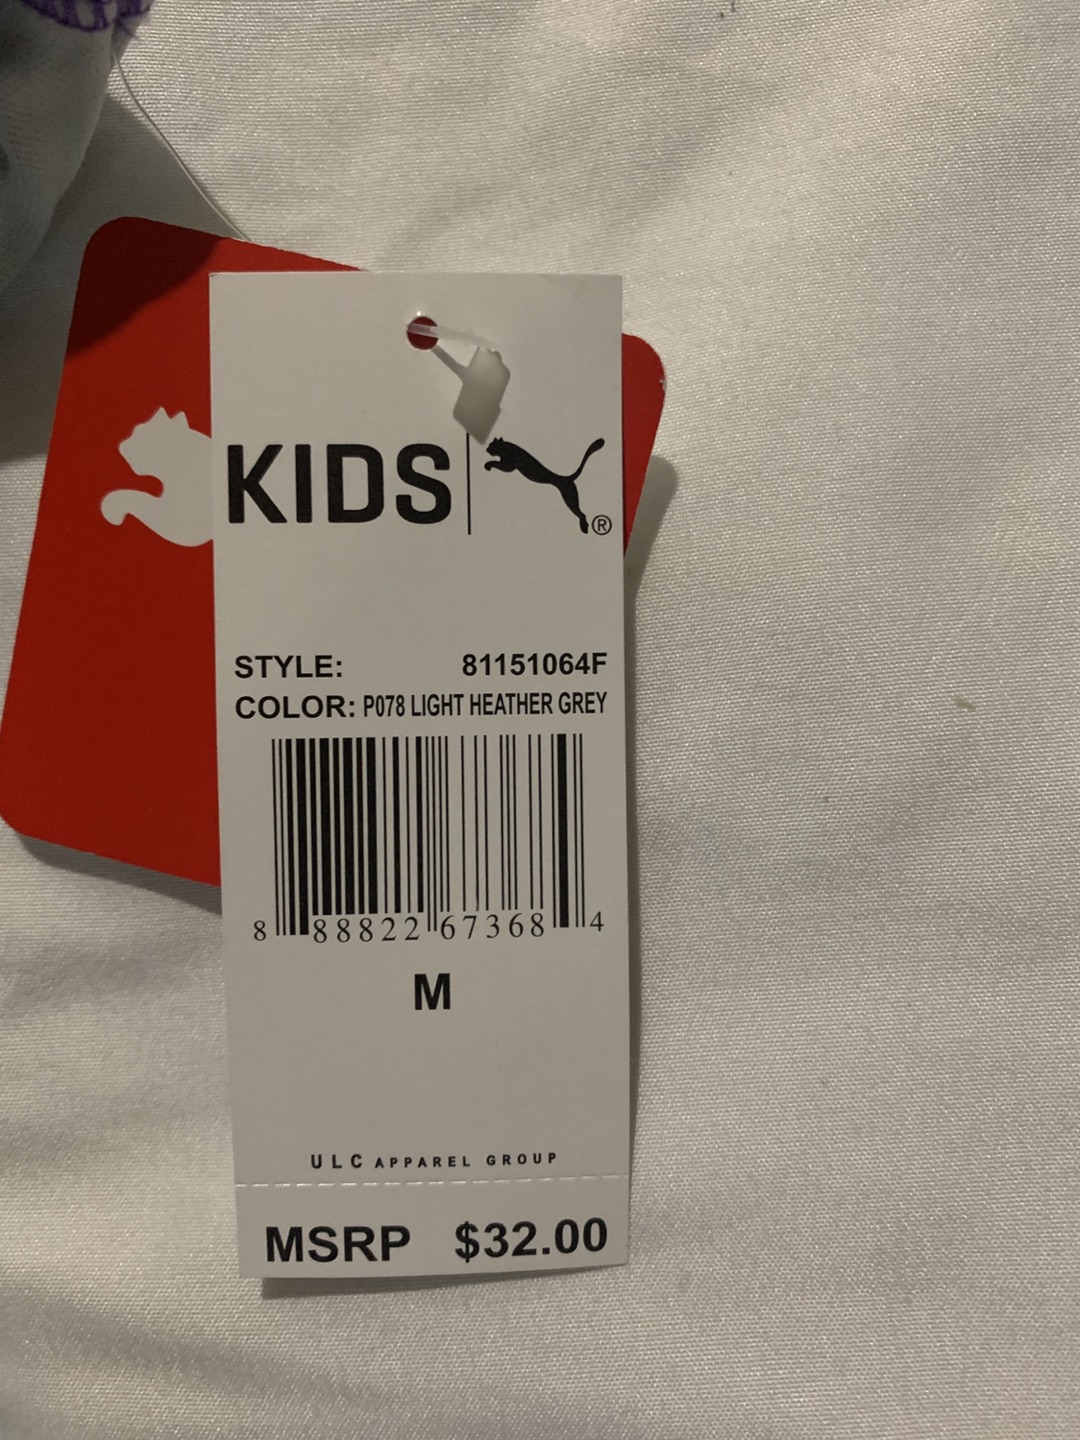 KIDS ®
STYLE: 81151064F
COLOR: P078 LIGHT HEATHER GREY
8 88822 67368 4
M
ULC APPAREL GROUP
MSRP $32.00